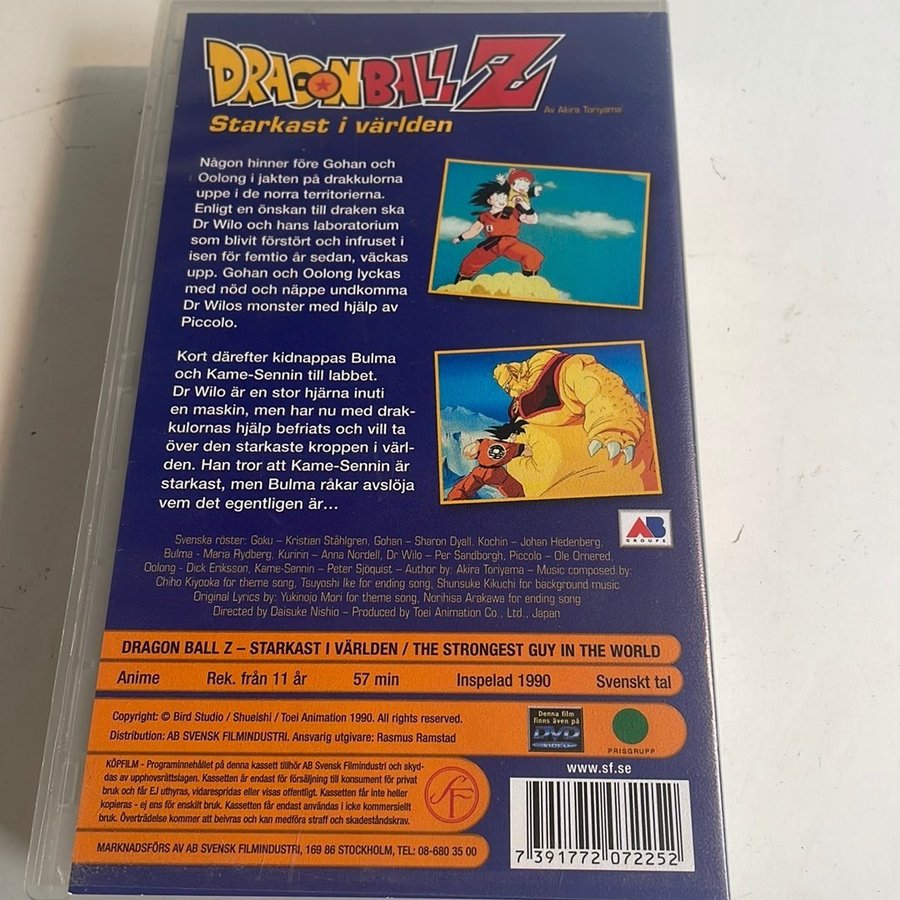 DRAGON BALL Z
Av Akira Toriyama
Starkast i världen
Någon hinner före Gohan och
Oolong i jakten på drakkulorna
uppe i de norra territorierna.
Enligt en önskan till draken ska
Dr Wilo och hans laboratorium
som blivit förstört och infruset i
isen för femtio år sedan, väckas
upp. Gohan och Oolong lyckas
med nöd och näppe undkomma
Dr Wilos monster med hjälp av
Piccolo.
Kort därefter kidnappas Bulma
och Kame-Sennin till labbet.
Dr Wilo är en stor hjärna inuti
en maskin, men har nu med drak-
kulornas hjälp befriats och vill ta
över den starkaste kroppen i värl-
den. Han tror att Kame-Sennin är
starkast, men Bulma råkar avslöja
vem det egentligen är...
AB
GROUPE
Svenska röster: Goku – Kristian Ståhlgren, Gohan – Sharon Dyall, Kochin – Johan Hedenberg,
Bulma - Maria Rydberg, Kuririn – Anna Nordell, Dr Wilo – Per Sandborgh, Piccolo – Ole Ornered,
Oolong - Dick Eriksson, Kame-Sennin – Peter Sjöquist – Author by: Akira Toriyama – Music composed by:
Chiho Kiyooka for theme song, Tsuyoshi Ike for ending song, Shunsuke Kikuchi for background music
Original Lyrics by: Yukinojo Mori for theme song, Norihisa Arakawa for ending song
Directed by Daisuke Nishio – Produced by Toei Animation Co., Ltd., Japan
DRAGON BALL Z – STARKAST I VÄRLDEN / THE STRONGEST GUY IN THE WORLD
Anime Rek. från 11 år 57 min Inspelad 1990 Svenskt tal
Copyright: © Bird Studio / Shueishi / Toei Animation 1990. All rights reserved.
Distribution: AB SVENSK FILMINDUSTRI. Ansvarig utgivare: Rasmus Ramstad
Denna film
finns även på
DVD
VIDEO
PRISGRUPP
www.sf.se
KÖPFILM - Programinnehållet på denna kassett tillhör AB Svensk Filmindustri och skyd-
das av upphovsrättslagen. Kassetten är endast för försäljning till konsument för privat
bruk och får EJ uthyras, vidarespridas eller visas offentligt. Kassetten får inte heller
kopieras - ej ens för enskilt bruk. Kassetten får endast användas i icke kommersiellt
bruk. Överträdelse kommer att beivras och kan medföra straff och skadeståndskrav.
SF
MARKNADSFÖRS AV AB SVENSK FILMINDUSTRI, 169 86 STOCKHOLM, TEL: 08-680 35 00
7 391772 072252